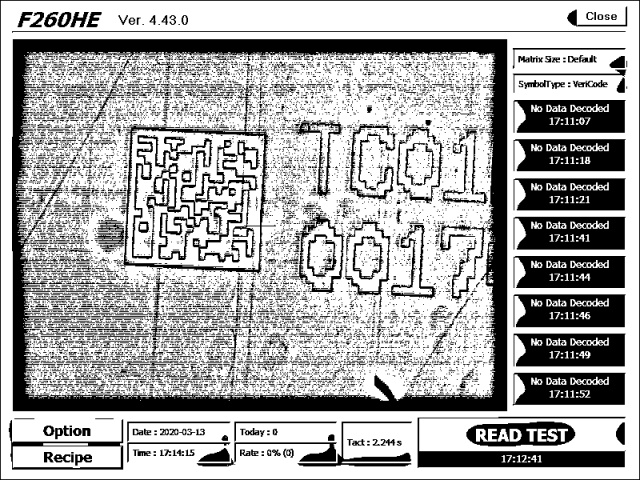 F260HE Ver. 4.43.0
Close
Matrix Size : Default
SymbolType : VeriCode
No Data Decoded
17:11:07
No Data Decoded
17:11:18
No Data Decoded
17:11:21
No Data Decoded
17:11:41
No Data Decoded
17:11:44
No Data Decoded
17:11:46
No Data Decoded
17:11:49
No Data Decoded
17:11:52
TC01
0017
Option
Recipe
Date : 2020-03-13
Time : 17:14:15
Today : 0
Rate : 0% (0)
Tact : 2,244 s
READ TEST
17:12:41